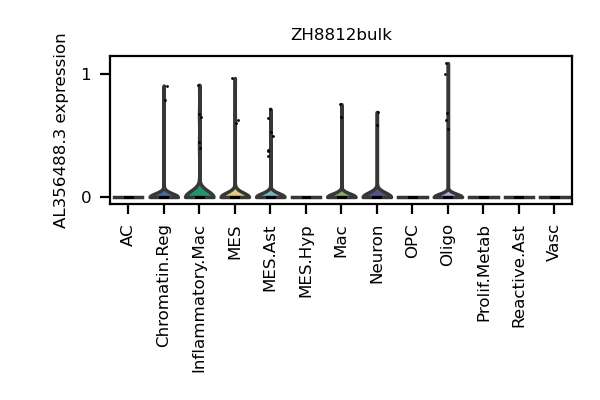 ZH8812bulk
AL356488.3 expression
1
0
AC
Chromatin.Reg
Inflammatory.Mac
MES
MES.Ast
MES.Hyp
Mac
Neuron
OPC
Oligo
Prolif.Metab
Reactive.Ast
Vasc